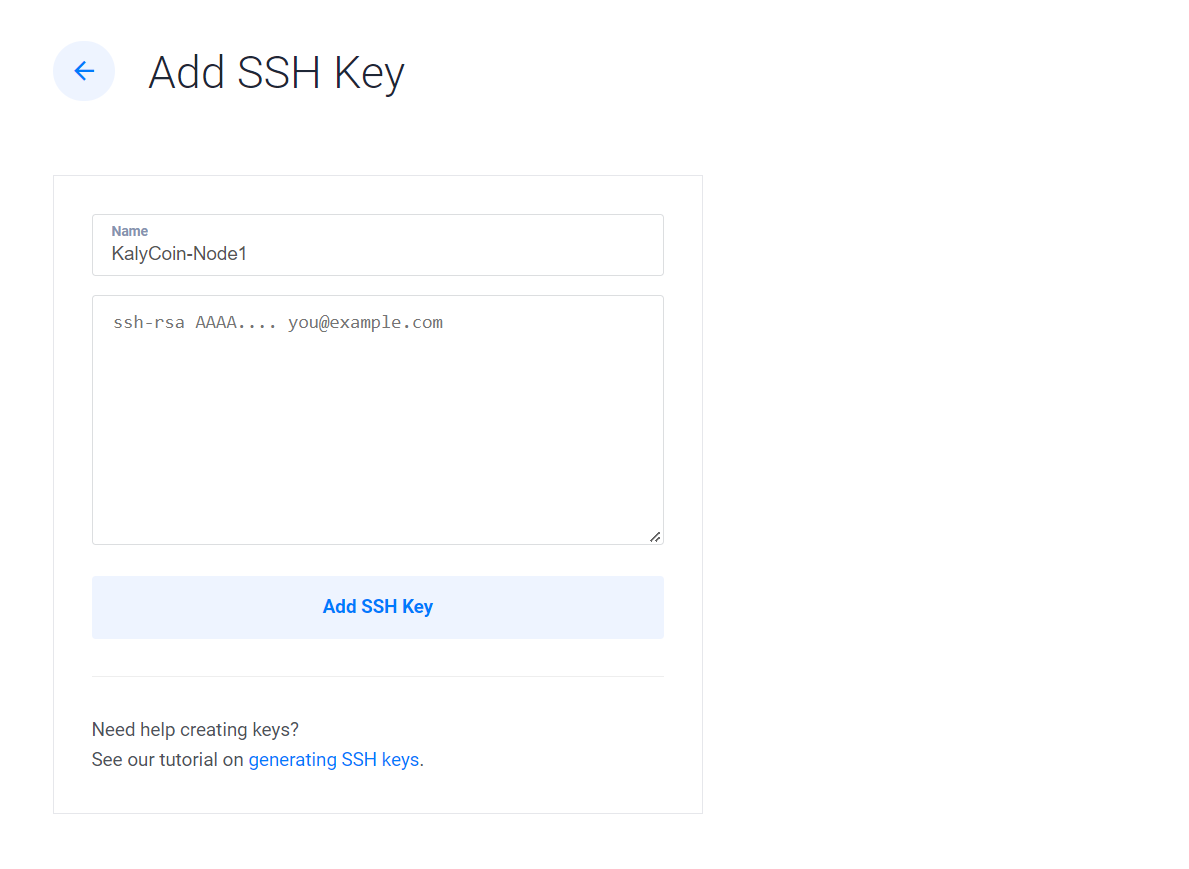 Add SSH Key
Name
KalyCoin-Node1
ssh-rsa AAAA.... you@example.com
Add SSH Key
Need help creating keys?
See our tutorial on generating SSH keys.